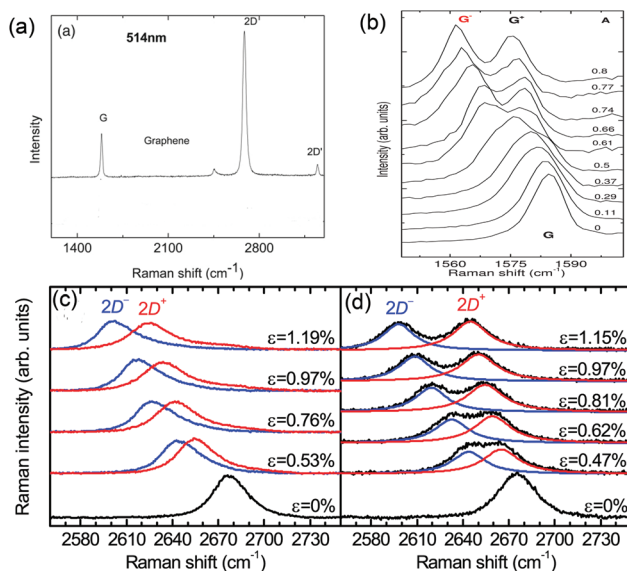 (a)
(a)
514nm
2D'
G
Graphene
2D'
Intensity
1400
2100
2800
Raman shift (cm-1)
(b)
G-
G+
A
0.8
0.77
0.74
0.66
0.61
0.5
0.37
0.29
0.11
0
G
Intensity (arb. units)
1560
1575
1590
Raman shift (cm-1)
Raman intensity (arb. units)
(c)
2D-
2D+
ε=1.19%
ε=0.97%
ε=0.76%
ε=0.53%
ε=0%
2580 2610 2640 2670 2700 2730
Raman shift (cm-1)
(d)
2D-
2D+
ε=1.15%
ε=0.97%
ε=0.81%
ε=0.62%
ε=0.47%
ε=0%
2580 2610 2640 2670 2700 2730
Raman shift (cm-1)